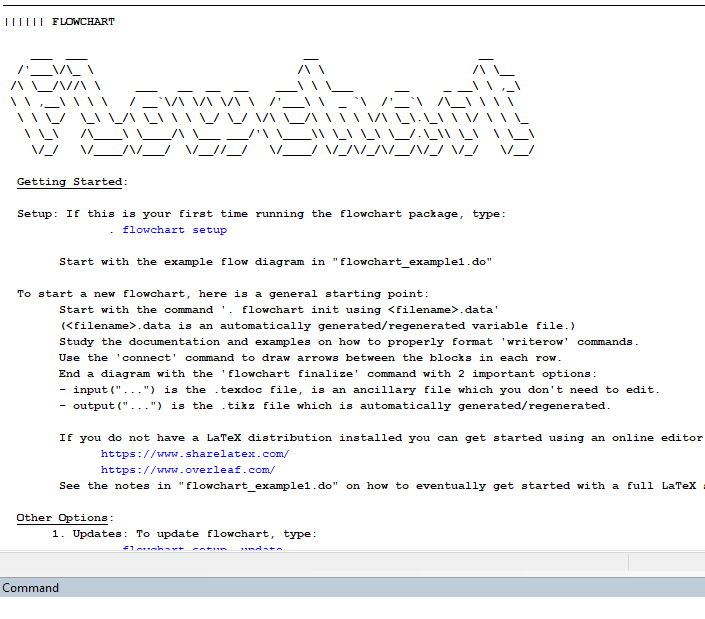 |||||| FLOWCHART
flowchart
Getting Started:
Setup: If this is your first time running the flowchart package, type:
. flowchart setup
Start with the example flow diagram in "flowchart_example1.do"
To start a new flowchart, here is a general starting point:
Start with the command '. flowchart init using <filename>.data'
(<filename>.data is an automatically generated/regenerated variable file.)
Study the documentation and examples on how to properly format 'writerow' commands.
Use the 'connect' command to draw arrows between the blocks in each row.
End a diagram with the 'flowchart finalize' command with 2 important options:
- input("...") is the .texdoc file, is an ancillary file which you don't need to edit.
- output("...") is the .tikz file which is automatically generated/regenerated.
If you do not have a LaTeX distribution installed you can get started using an online editor
https://www.sharelatex.com/
https://www.overleaf.com/
See the notes in "flowchart_example1.do" on how to eventually get started with a full LaTeX
Other Options:
1. Updates: To update flowchart, type:
flowchart setup, update
Command